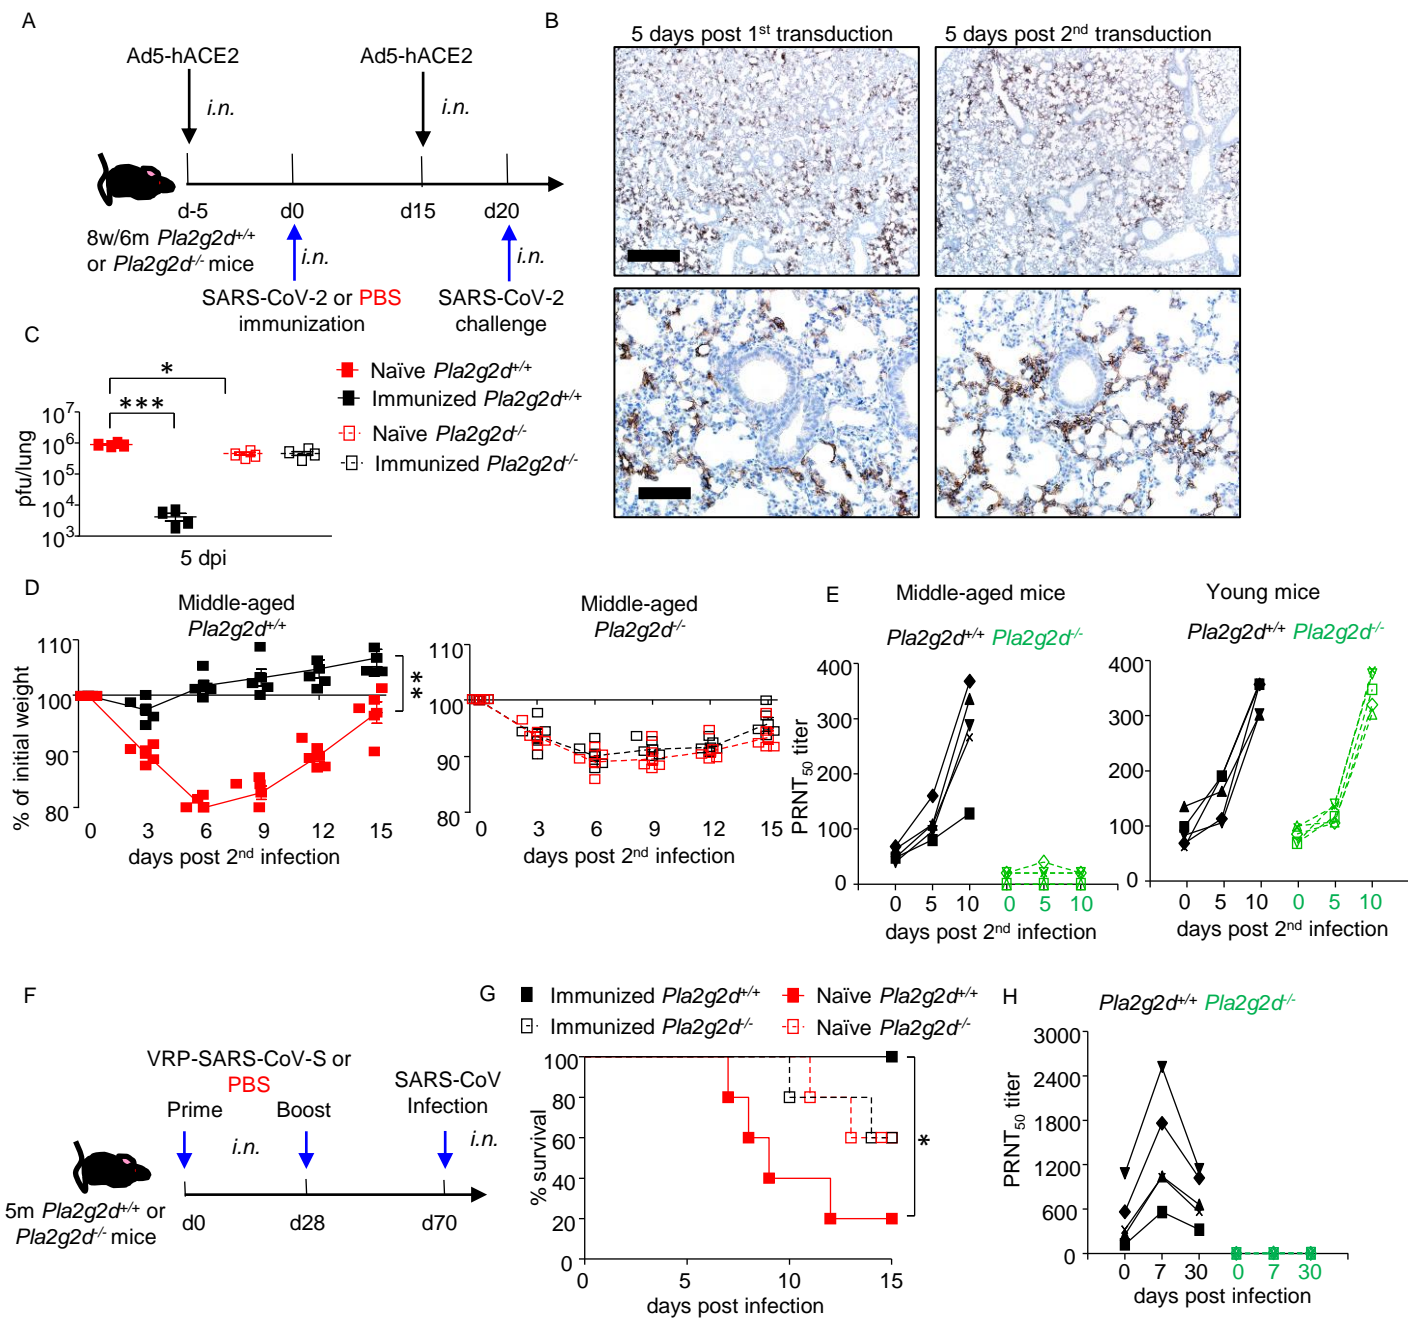 A
Ad5-hACE2
Ad5-hACE2
i.n.
i.n.
d-5
d0
d15
d20
8w/6m Pla2g2d+/+
or Pla2g2d-/- mice
i.n.
i.n.
SARS-CoV-2 or PBS
immunization
SARS-CoV-2
challenge
B
5 days post 1st transduction
5 days post 2nd transduction
C
*
***
pfu/lung
10^7
10^6
10^5
10^4
10^3
5 dpi
Naïve Pla2g2d+/+
Immunized Pla2g2d+/+
Naïve Pla2g2d-/-
Immunized Pla2g2d-/-
D
Middle-aged
Pla2g2d+/+
% of initial weight
110
100
90
80
**
0 3 6 9 12 15
days post 2nd infection
Middle-aged
Pla2g2d-/-
110
100
90
80
0 3 6 9 12 15
days post 2nd infection
E
Middle-aged mice
Pla2g2d+/+ Pla2g2d-/-
PRNT50 titer
400
300
200
100
0
0 5 10 0 5 10
days post 2nd infection
Young mice
Pla2g2d+/+ Pla2g2d-/-
400
300
200
100
0
0 5 10 0 5 10
days post 2nd infection
F
VRP-SARS-CoV-S or
PBS
Prime
Boost
SARS-CoV
Infection
i.n.
i.n.
5m Pla2g2d+/+ or
Pla2g2d-/- mice
d0
d28
d70
G
Immunized Pla2g2d+/+
Naïve Pla2g2d+/+
Immunized Pla2g2d-/-
Naïve Pla2g2d-/-
% survival
100
80
60
40
20
0
*
0 5 10 15
days post infection
H
Pla2g2d+/+ Pla2g2d-/-
PRNT50 titer
3000
2400
1800
1200
600
0
0 7 30 0 7 30
days post infection